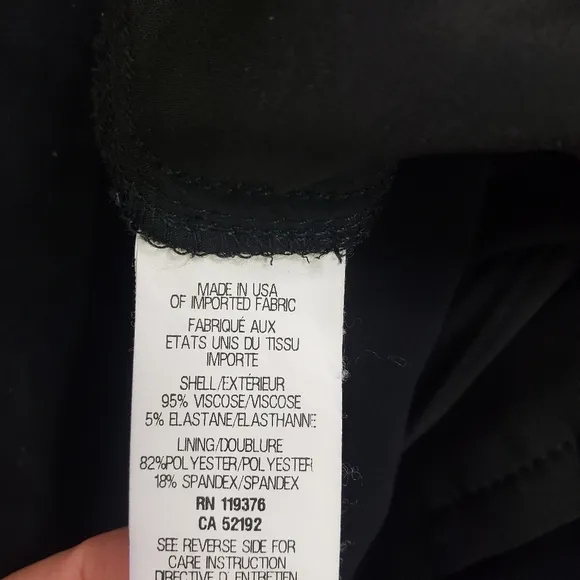 MADE IN USA
OF IMPORTED FABRIC
FABRIQUÉ AUX
ETATS UNIS DU TISSU
IMPORTE
SHELL/EXTÉRIEUR
95% VISCOSE/VISCOSE
5% ELASTANE/ELASTHANNE
LINING/DOUBLURE
82%POLYESTER/POLYESTER
18% SPANDEX/SPANDEX
RN 119376
CA 52192
SEE REVERSE SIDE FOR
CARE INSTRUCTION
DIRECTIVE D ENTRETIEN